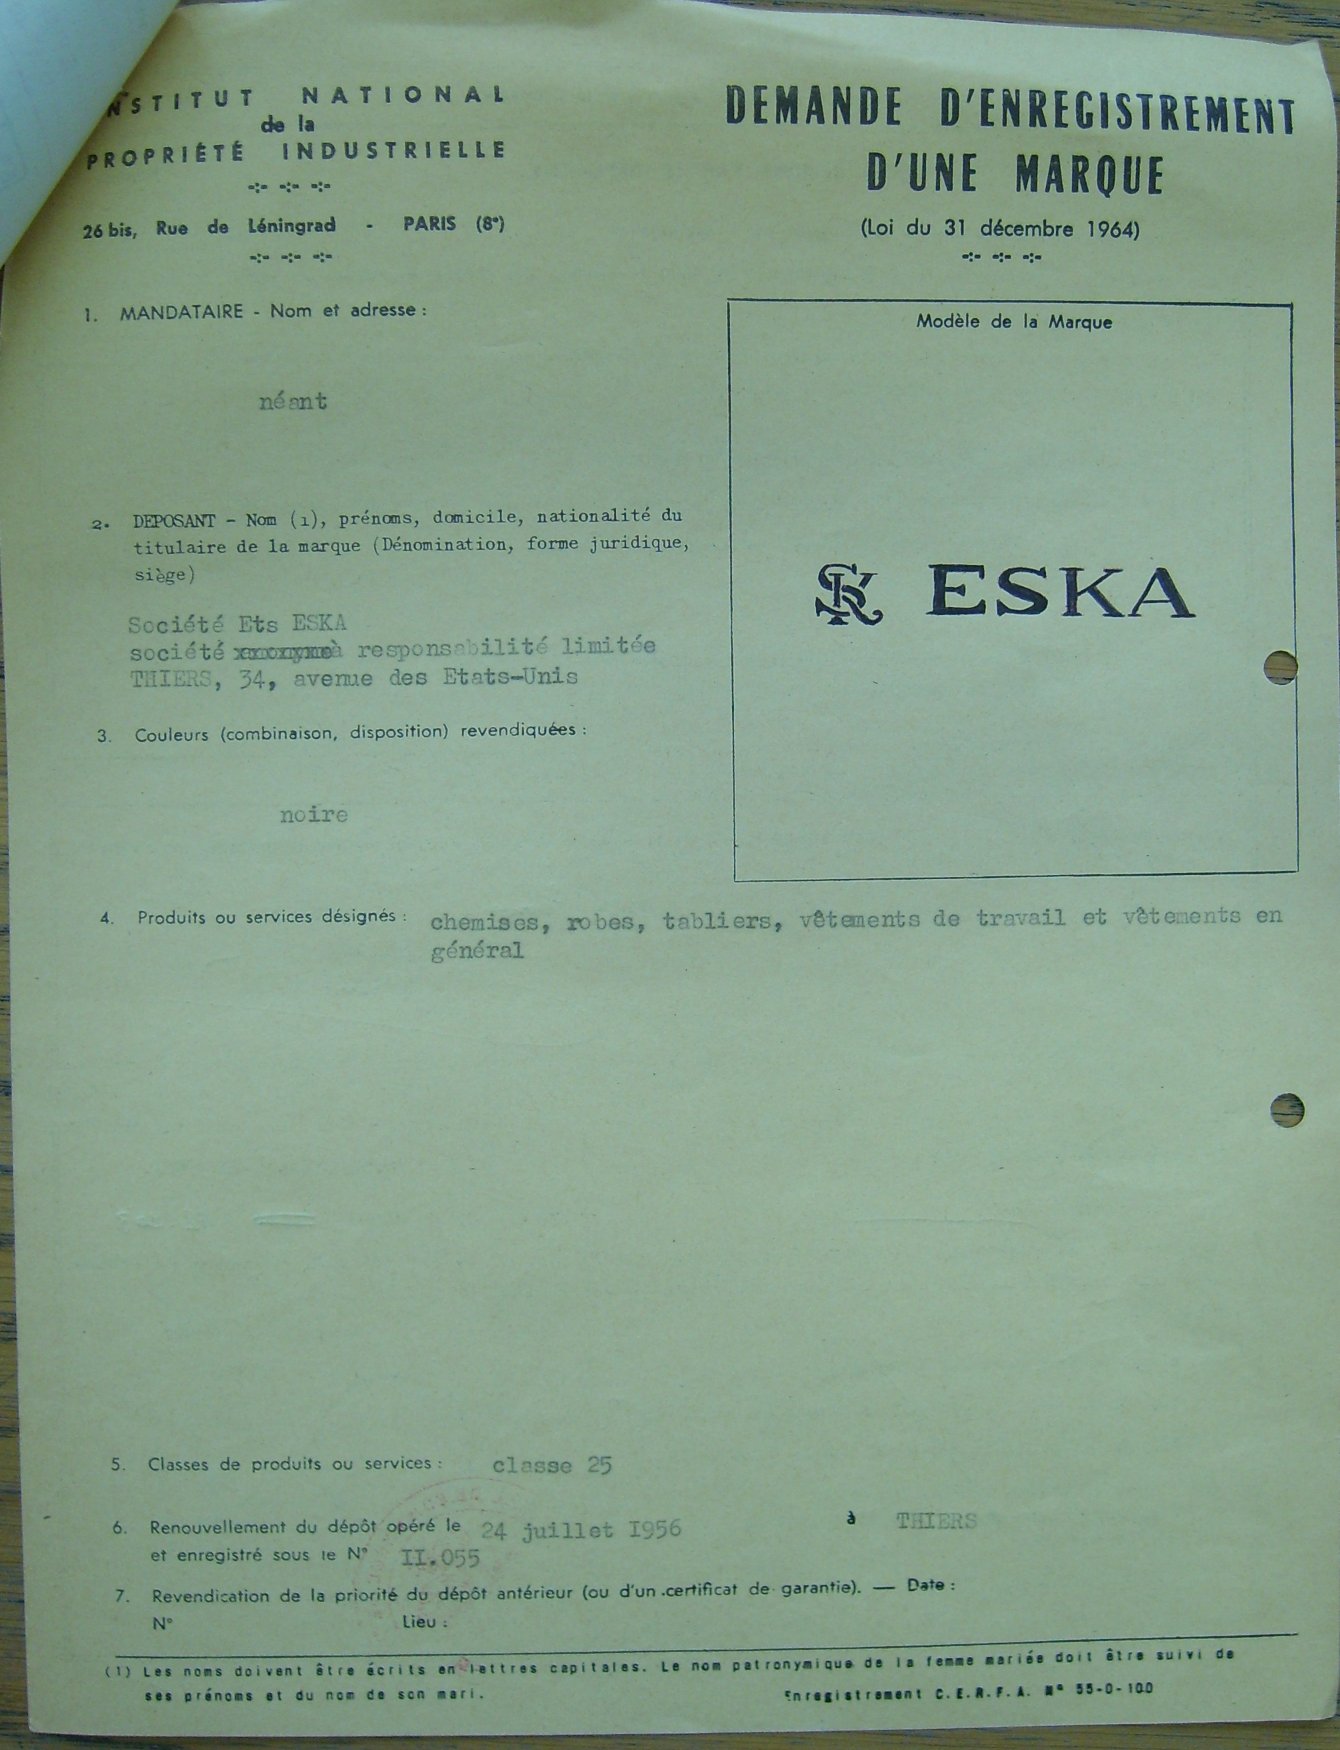 INSTITUT NATIONAL
de la
PROPRIÉTÉ INDUSTRIELLE
26 bis, Rue de Léningrad - PARIS (8e)
DEMANDE D'ENREGISTREMENT
D'UNE MARQUE
(Loi du 31 décembre 1964)
1. MANDATAIRE - Nom et adresse :
néant
2. DEPOSANT - Nom (1), prénoms, domicile, nationalité du
titulaire de la marque (Dénomination, forme juridique,
siège)
Société Ets ESKA
société à responsabilité limitée
THIERS, 34, avenue des Etats-Unis
3. Couleurs (combinaison, disposition) revendiquées :
noire
Modèle de la Marque
SK ESKA
4. Produits ou services désignés : chemises, robes, tabliers, vêtements de travail et vêtements en
général
5. Classes de produits ou services : classe 25
6. Renouvellement du dépôt opéré le 24 juillet I956 à THIERS
et enregistré sous le N° II.055
7. Revendication de la priorité du dépôt antérieur (ou d'un certificat de garantie). — Date :
N° Lieu :
(1) Les noms doivent être écrits en lettres capitales. Le nom patronymique de la femme mariée doit être suivi de
ses prénoms et du nom de son mari.
Enregistrement C.E.R.F.A. N° 55-0-100